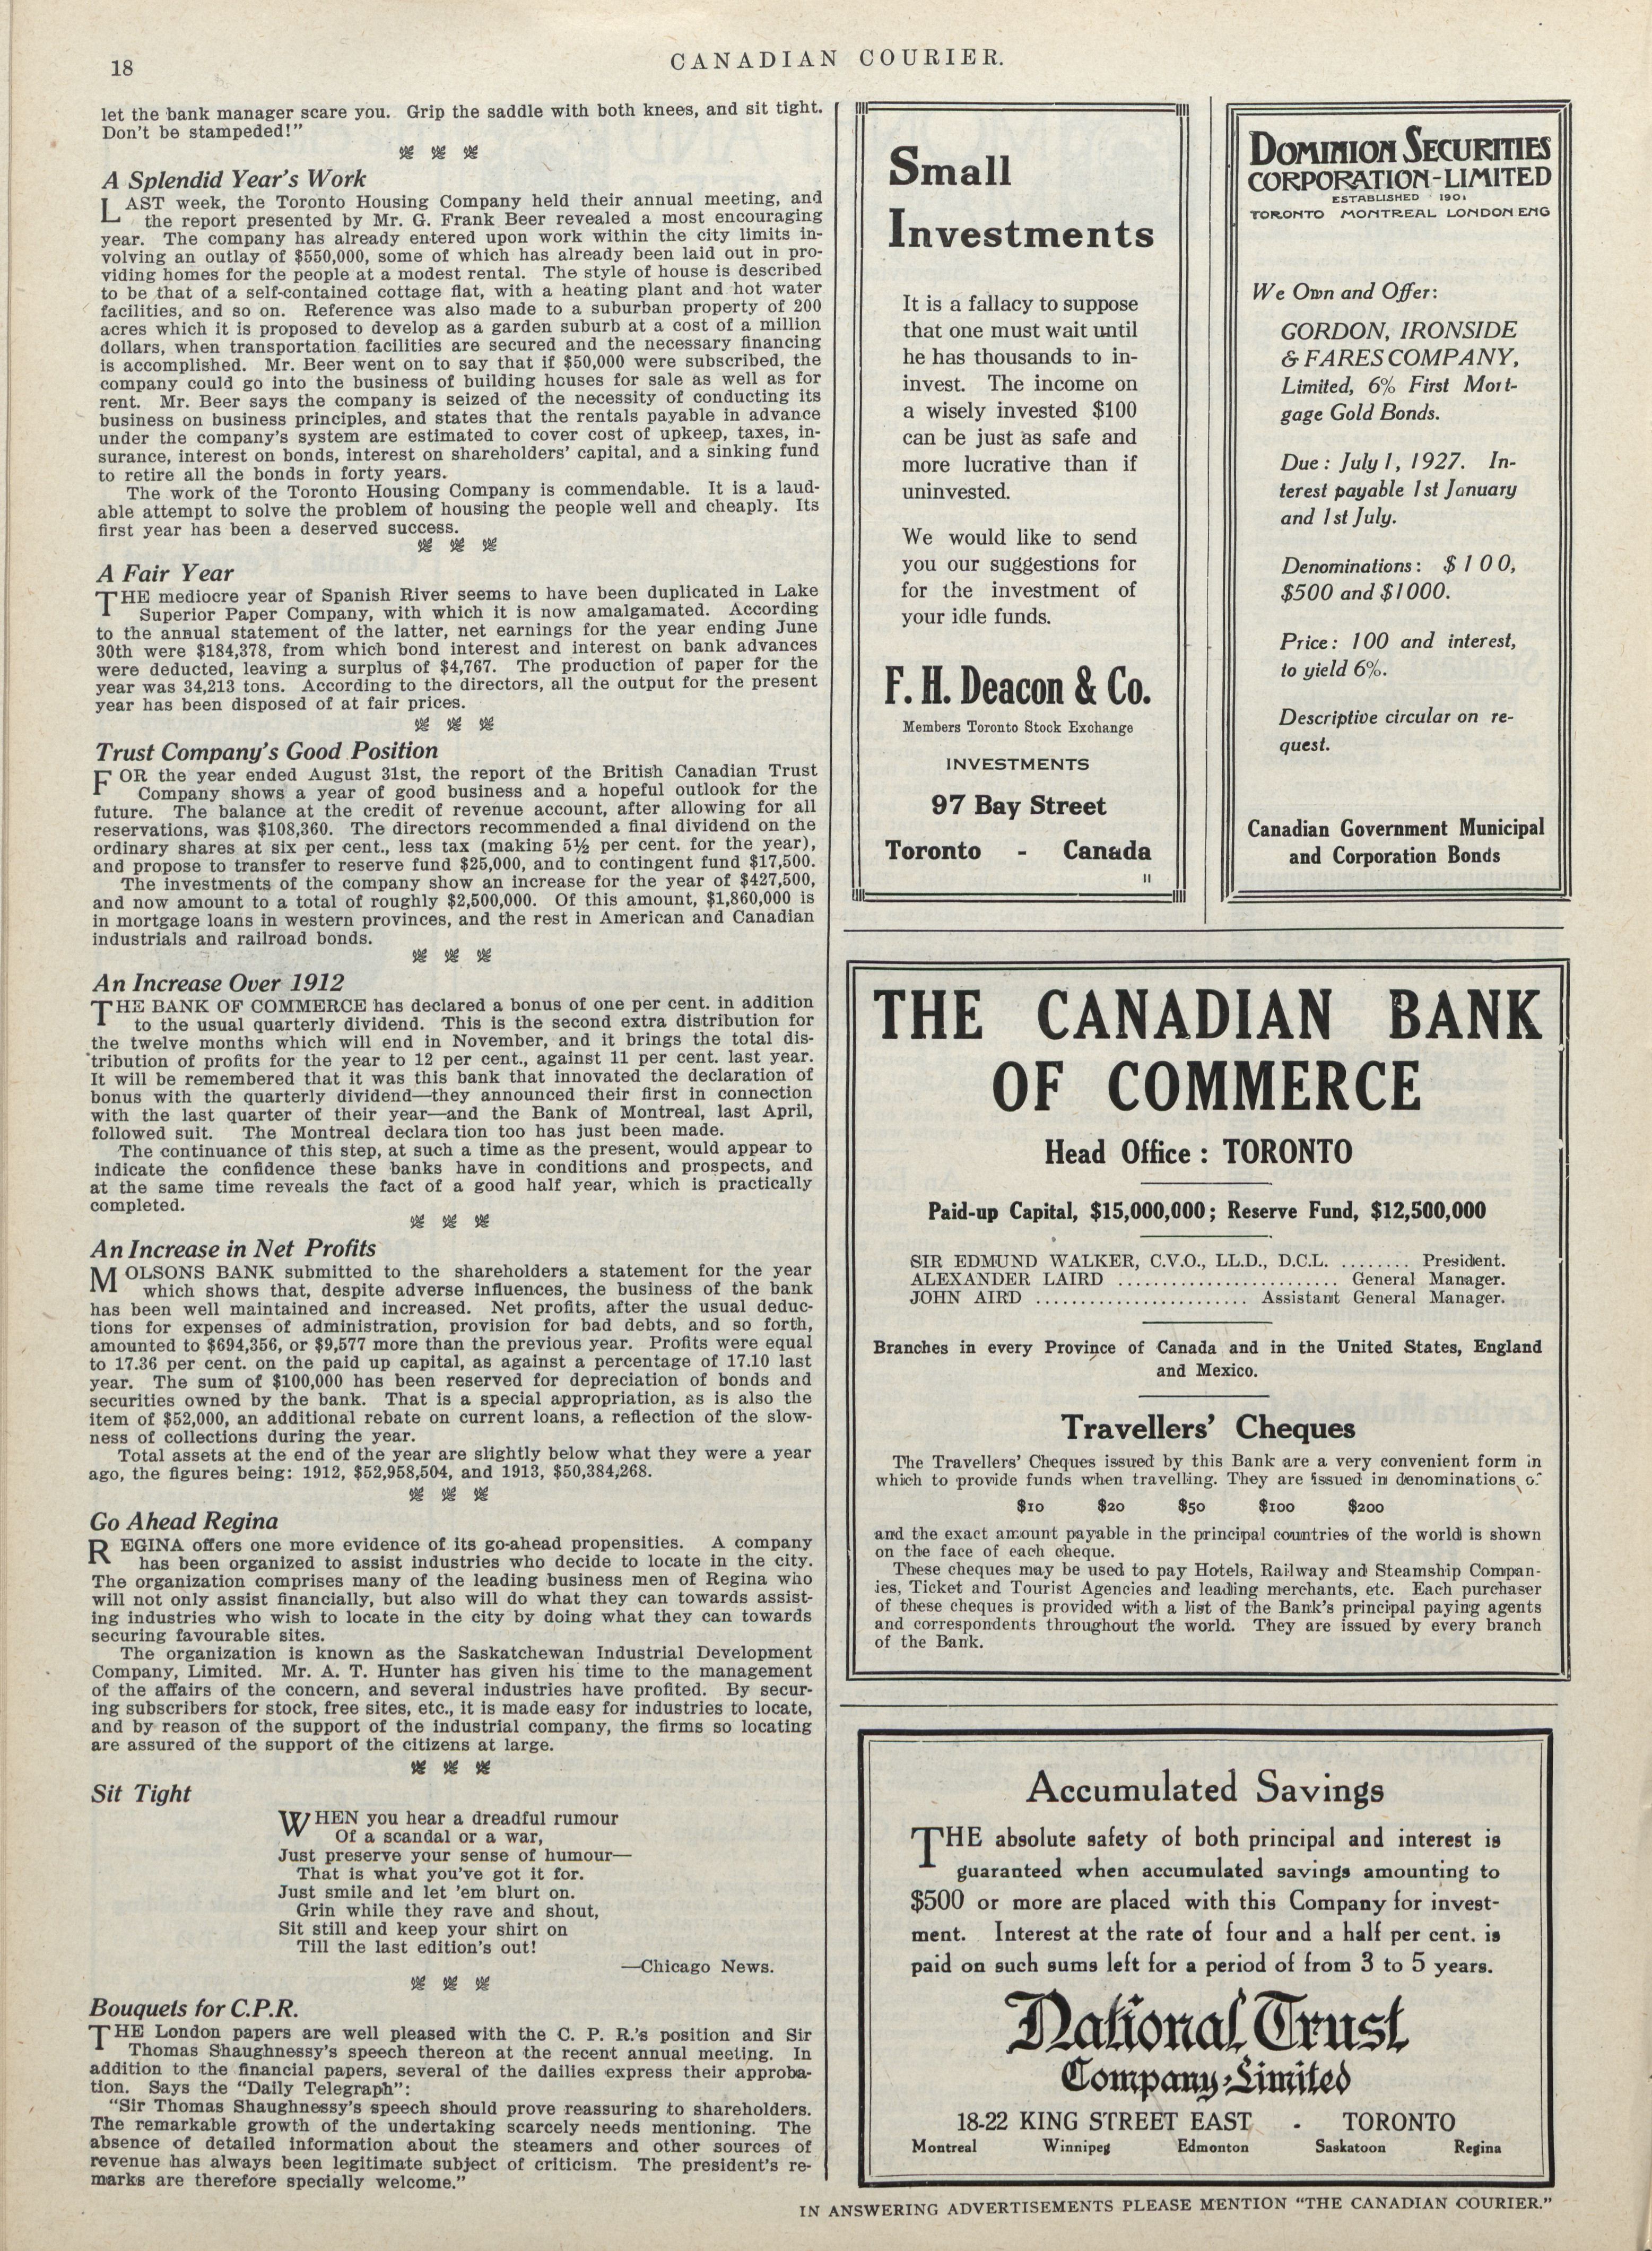 18
CANADIAN COURIER.
let the bank manager scare you. Grip the saddle with both knees, and sit tight.
Don't be stampeded!"
A Splendid Year's Work
LAST week, the Toronto Housing Company held their annual meeting, and
the report presented by Mr. G. Frank Beer revealed a most encouraging
year. The company has already entered upon work within the city limits in-
volving an outlay of $550,000, some of which has already been laid out in pro-
viding homes for the people at a modest rental. The style of house is described
to be that of a self-contained cottage flat, with a heating plant and hot water
facilities, and so on. Reference was also made to a suburban property of 200
acres which it is proposed to develop as a garden suburb at a cost of a million
dollars, when transportation facilities are secured and the necessary financing
is accomplished. Mr. Beer went on to say that if $50,000 were subscribed, the
company could go into the business of building houses for sale as well as for
rent. Mr. Beer says the company is seized of the necessity of conducting its
business on business principles, and states that the rentals payable in advance
under the company's system are estimated to cover cost of upkeep, taxes, in-
surance, interest on bonds, interest on shareholders' capital, and a sinking fund
to retire all the bonds in forty years.
The work of the Toronto Housing Company is commendable. It is a laud-
able attempt to solve the problem of housing the people well and cheaply. Its
first year has been a deserved success.
A Fair Year
THE mediocre year of Spanish River seems to have been duplicated in Lake
Superior Paper Company, with which it is now amalgamated. According
to the annual statement of the latter, net earnings for the year ending June
30th were $184,378, from which bond interest and interest on bank advances
were deducted, leaving a surplus of $4,767. The production of paper for the
year was 34,213 tons. According to the directors, all the output for the present
year has been disposed of at fair prices.
Trust Company's Good Position
FOR the year ended August 31st, the report of the British Canadian Trust
Company shows a year of good business and a hopeful outlook for the
future. The balance at the credit of revenue account, after allowing for all
reservations, was $108,360. The directors recommended a final dividend on the
ordinary shares at six per cent., less tax (making 5½ per cent. for the year),
and propose to transfer to reserve fund $25,000, and to contingent fund $17,500.
The investments of the company show an increase for the year of $427,500,
and now amount to a total of roughly $2,500,000. Of this amount, $1,860,000 is
in mortgage loans in western provinces, and the rest in American and Canadian
industrials and railroad bonds.
An Increase Over 1912
THE BANK OF COMMERCE has declared a bonus of one per cent. in addition
to the usual quarterly dividend. This is the second extra distribution for
the twelve months which will end in November, and it brings the total dis-
tribution of profits for the year to 12 per cent., against 11 per cent. last year.
It will be remembered that it was this bank that innovated the declaration of
bonus with the quarterly dividend—they announced their first in connection
with the last quarter of their year—and the Bank of Montreal, last April,
followed suit. The Montreal declara tion too has just been made.
The continuance of this step, at such a time as the present, would appear to
indicate the confidence these banks have in conditions and prospects, and
at the same time reveals the fact of a good half year, which is practically
completed.
An Increase in Net Profits
MOLSONS BANK submitted to the shareholders a statement for the year
which shows that, despite adverse influences, the business of the bank
has been well maintained and increased. Net profits, after the usual deduc-
tions for expenses of administration, provision for bad debts, and so forth,
amounted to $694,356, or $9,577 more than the previous year. Profits were equal
to 17.36 per cent. on the paid up capital, as against a percentage of 17.10 last
year. The sum of $100,000 has been reserved for depreciation of bonds and
securities owned by the bank. That is a special appropriation, as is also the
item of $52,000, an additional rebate on current loans, a reflection of the slow-
ness of collections during the year.
Total assets at the end of the year are slightly below what they were a year
ago, the figures being: 1912, $52,958,504, and 1913, $50,384,268.
Go Ahead Regina
REGINA offers one more evidence of its go-ahead propensities. A company
has been organized to assist industries who decide to locate in the city.
The organization comprises many of the leading business men of Regina who
will not only assist financially, but also will do what they can towards assist-
ing industries who wish to locate in the city by doing what they can towards
securing favourable sites.
The organization is known as the Saskatchewan Industrial Development
Company, Limited. Mr. A. T. Hunter has given his time to the management
of the affairs of the concern, and several industries have profited. By secur-
ing subscribers for stock, free sites, etc., it is made easy for industries to locate,
and by reason of the support of the industrial company, the firms so locating
are assured of the support of the citizens at large.
Sit Tight
WHEN you hear a dreadful rumour
Of a scandal or a war,
Just preserve your sense of humour—
That is what you've got it for.
Just smile and let 'em blurt on.
Grin while they rave and shout,
Sit still and keep your shirt on
Till the last edition's out!
—Chicago News.
Bouquets for C.P.R.
THE London papers are well pleased with the C. P. R.'s position and Sir
Thomas Shaughnessy's speech thereon at the recent annual meeting. In
addition to the financial papers, several of the dailies express their approba-
tion. Says the "Daily Telegraph":
"Sir Thomas Shaughnessy's speech should prove reassuring to shareholders.
The remarkable growth of the undertaking scarcely needs mentioning. The
absence of detailed information about the steamers and other sources of
revenue has always been legitimate subject of criticism. The president's re-
marks are therefore specially welcome."
Small
Investments
It is a fallacy to suppose
that one must wait until
he has thousands to in-
invest. The income on
a wisely invested $100
can be just as safe and
more lucrative than if
uninvested.
We would like to send
you our suggestions for
for the investment of
your idle funds.
F. H. Deacon & Co.
Members Toronto Stock Exchange
INVESTMENTS
97 Bay Street
Toronto - Canada
11
DOMINION SECURITIES
CORPORATION-LIMITED
ESTABLISHED 1901
TORONTO MONTREAL LONDON ENG
We Own and Offer:
GORDON, IRONSIDE
& FARES COMPANY,
Limited, 6% First Mort-
gage Gold Bonds.
Due: July 1, 1927. In-
terest payable 1st January
and 1st July.
Denominations: $100,
$500 and $1000.
Price: 100 and interest,
to yield 6%.
Descriptive circular on re-
quest.
Canadian Government Municipal
and Corporation Bonds
THE CANADIAN BANK
OF COMMERCE
Head Office: TORONTO
Paid-up Capital, $15,000,000; Reserve Fund, $12,500,000
SIR EDMUND WALKER, C.V.O., LL.D., D.C.L. ........ President.
ALEXANDER LAIRD ......................... General Manager.
JOHN AIRD ........................ Assistant General Manager.
Branches in every Province of Canada and in the United States, England
and Mexico.
Travellers' Cheques
The Travellers' Cheques issued by this Bank are a very convenient form in
which to provide funds when travelling. They are issued in denominations of
$10 $20 $50 $100 $200
and the exact amount payable in the principal countries of the world is shown
on the face of each cheque.
These cheques may be used to pay Hotels, Railway and Steamship Compan-
ies, Ticket and Tourist Agencies and leading merchants, etc. Each purchaser
of these cheques is provided with a list of the Bank's principal paying agents
and correspondents throughout the world. They are issued by every branch
of the Bank.
Accumulated Savings
THE absolute safety of both principal and interest is
guaranteed when accumulated savings amounting to
$500 or more are placed with this Company for invest-
ment. Interest at the rate of four and a half per cent. is
paid on such sums left for a period of from 3 to 5 years.
National Trust
Company-Limited
18-22 KING STREET EAST - TORONTO
Montreal Winnipeg Edmonton Saskatoon Regina
IN ANSWERING ADVERTISEMENTS PLEASE MENTION "THE CANADIAN COURIER."